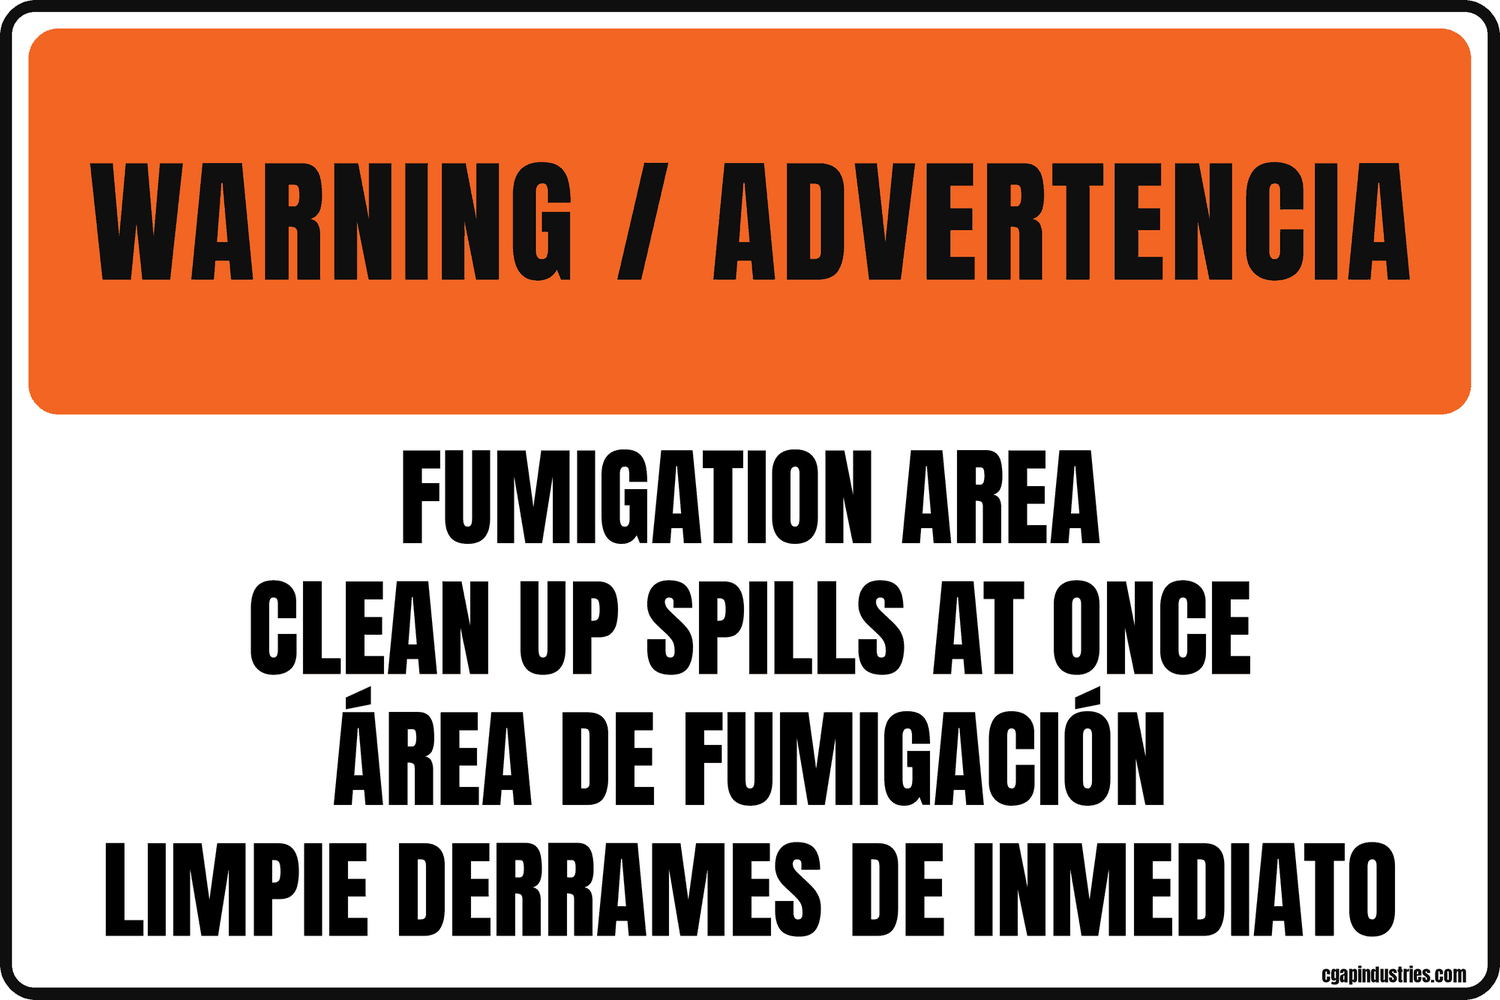 WARNING / ADVERTENCIA
FUMIGATION AREA
CLEAN UP SPILLS AT ONCE
ÁREA DE FUMIGACIÓN
LIMPIE DERRAMES DE INMEDIATO
cgapindustries.com